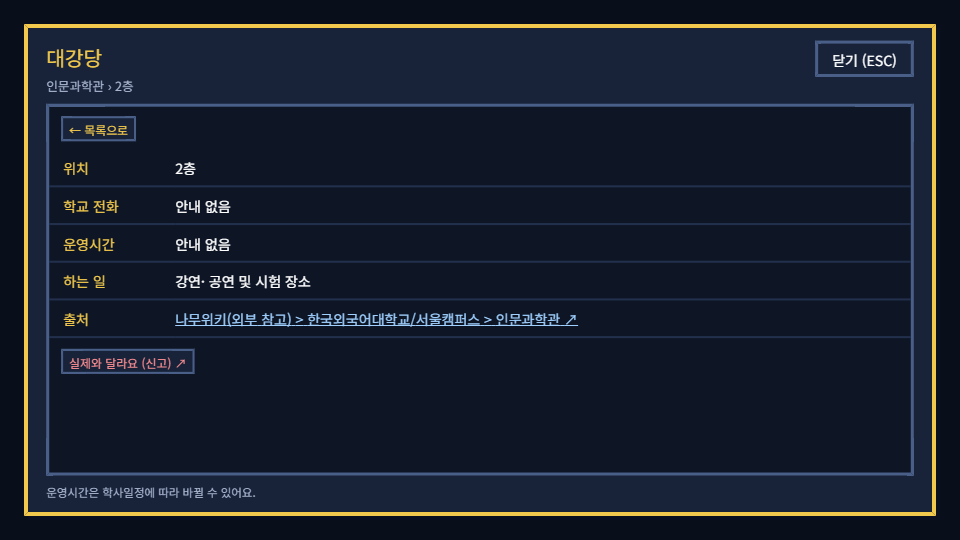 대강당
닫기 (ESC)
인문과학관 › 2층
← 목록으로
위치 2층
학교 전화 안내 없음
운영시간 안내 없음
하는 일 강연· 공연 및 시험 장소
출처 나무위키(외부 참고) > 한국외국어대학교/서울캠퍼스 > 인문과학관 ↗
실제와 달라요 (신고) ↗
운영시간은 학사일정에 따라 바뀔 수 있어요.